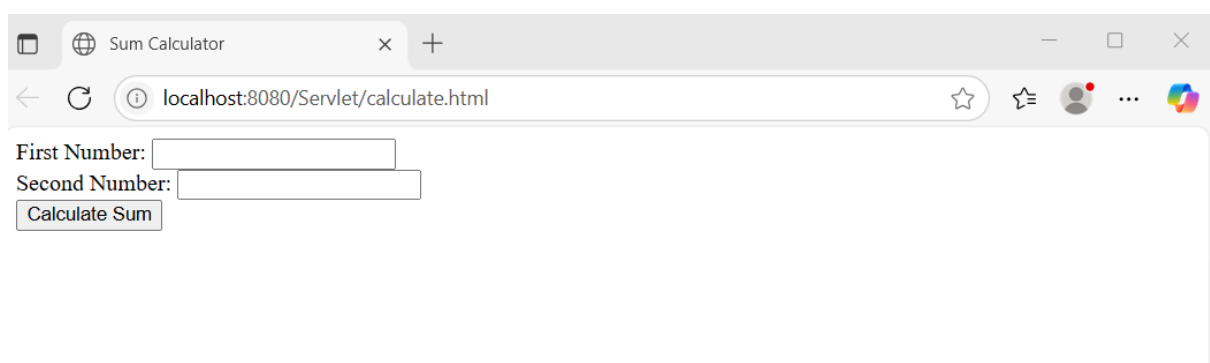 Sum Calculator
localhost:8080/Servlet/calculate.html
First Number:
Second Number:
Calculate Sum